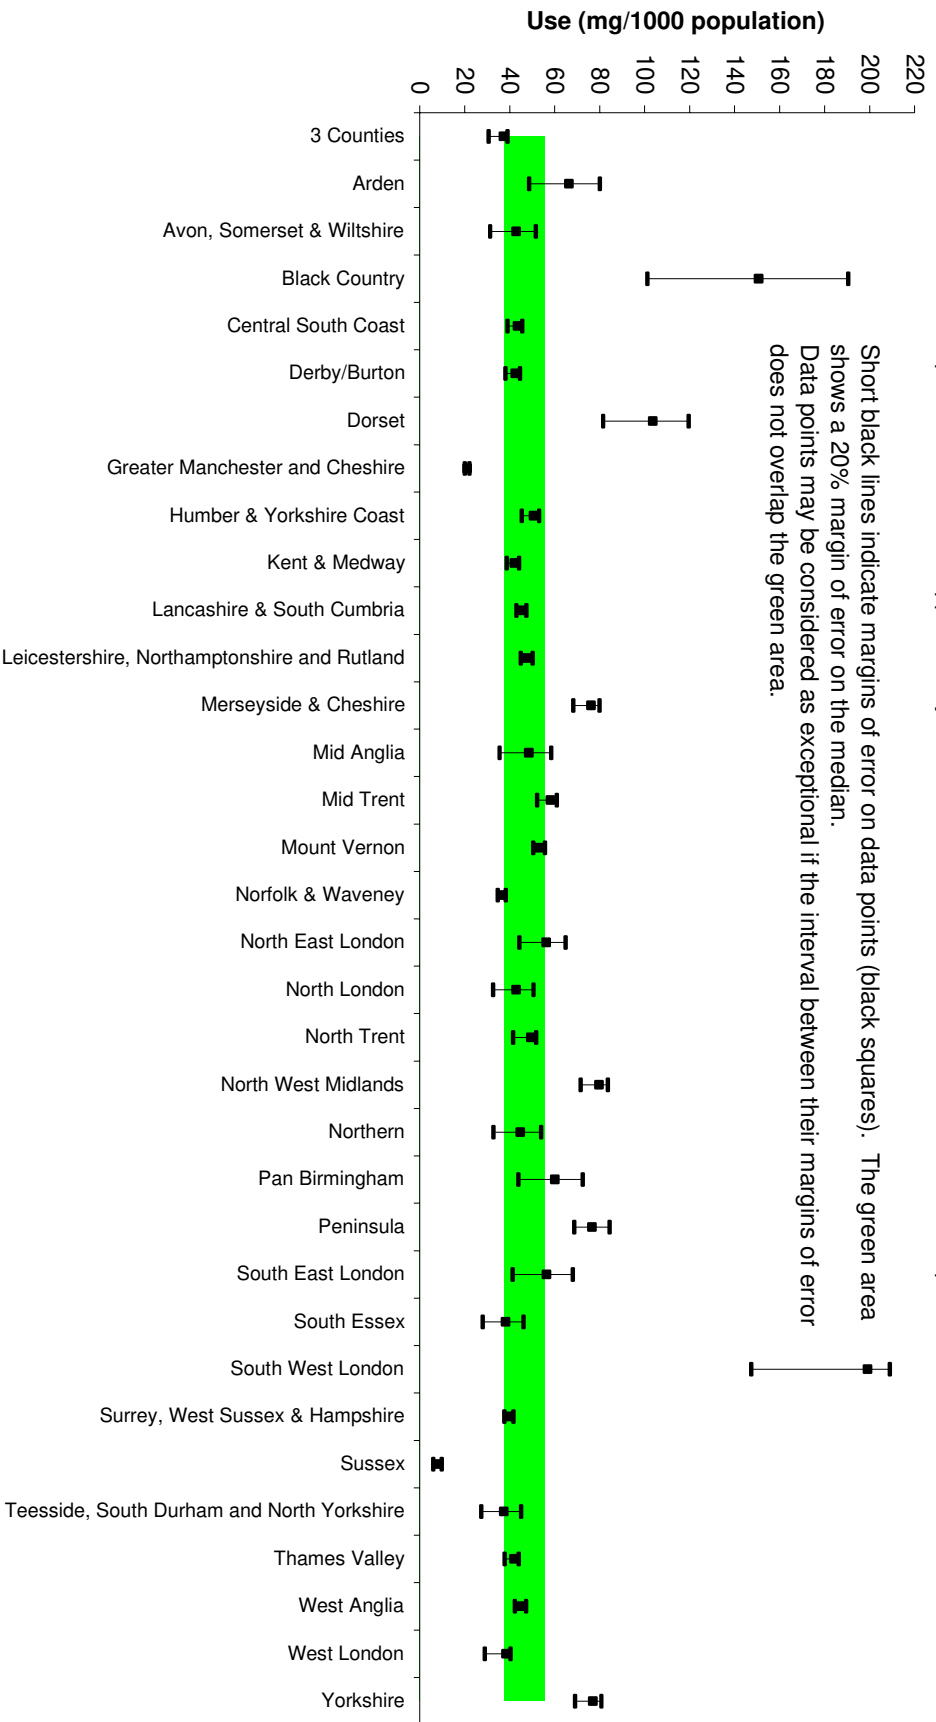 Use (mg/1000 population)
0
20
40
60
80
100
120
140
160
180
200
220
3 Counties
Arden
Avon, Somerset & Wiltshire
Black Country
Central South Coast
Derby/Burton
Dorset
Greater Manchester and Cheshire
Humber & Yorkshire Coast
Kent & Medway
Lancashire & South Cumbria
Leicestershire, Northamptonshire and Rutland
Merseyside & Cheshire
Mid Anglia
Mid Trent
Mount Vernon
Norfolk & Waveney
North East London
North London
North Trent
North West Midlands
Northern
Pan Birmingham
Peninsula
South East London
South Essex
South West London
Surrey, West Sussex & Hampshire
Sussex
Teesside, South Durham and North Yorkshire
Thames Valley
West Anglia
West London
Yorkshire
Short black lines indicate margins of error on data points (black squares). The green area
shows a 20% margin of error on the median.
Data points may be considered as exceptional if the interval between their margins of error
does not overlap the green area.